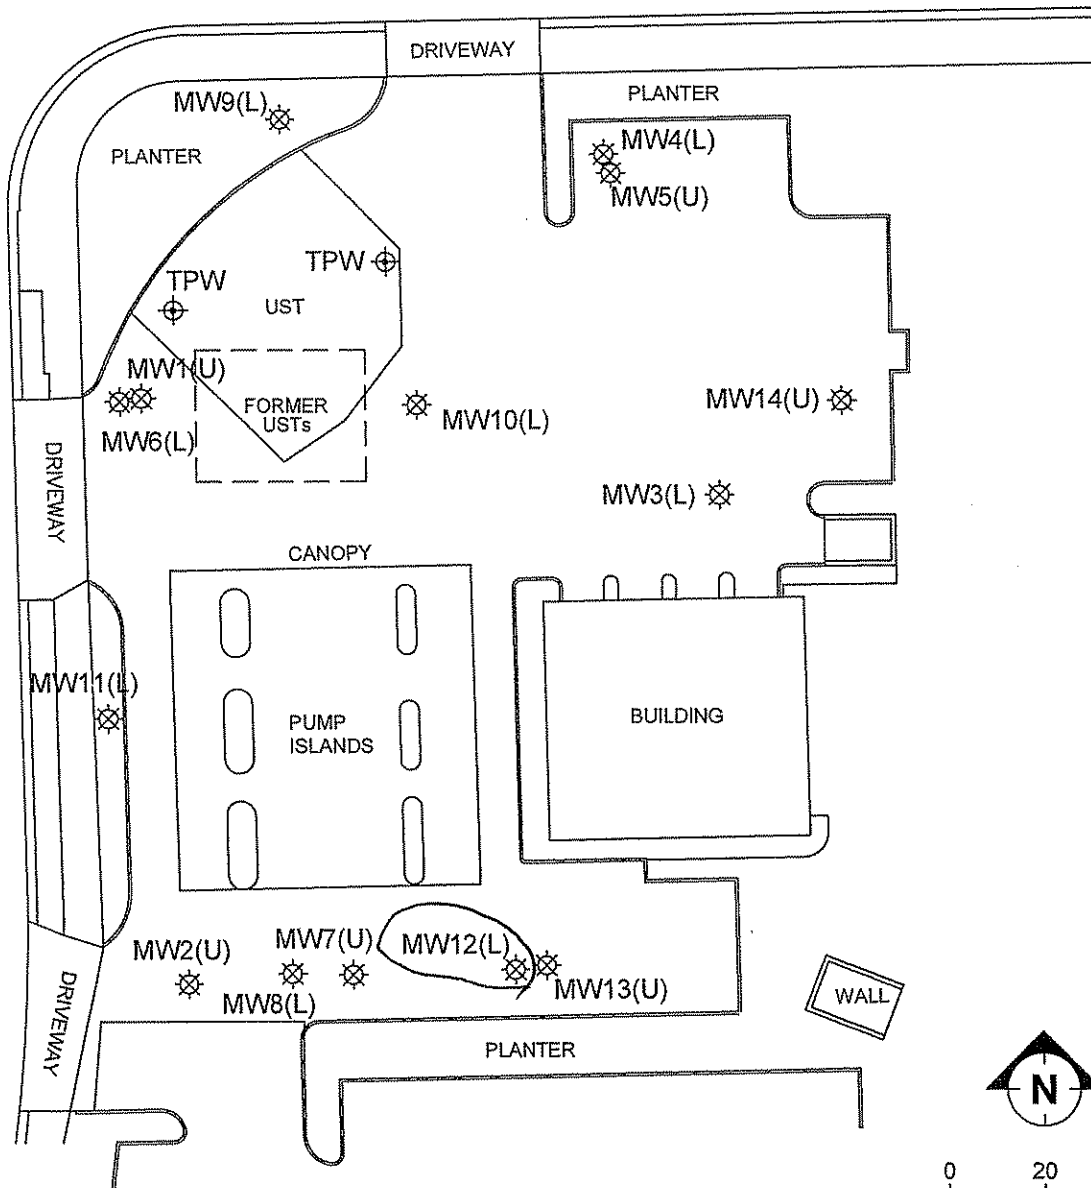 DRIVEWAY
PLANTER
MW9(L)
MW4(L)
PLANTER
MW5(U)
TPW
TPW
UST
MW1(U)
FORMER
USTs
MW10(L)
MW14(U)
MW6(L)
DRIVEWAY
MW3(L)
CANOPY
MW11(L)
PUMP
ISLANDS
BUILDING
MW2(U)
MW7(U)
MW12(L)
MW8(L)
MW13(U)
DRIVEWAY
WALL
PLANTER
N
0 20